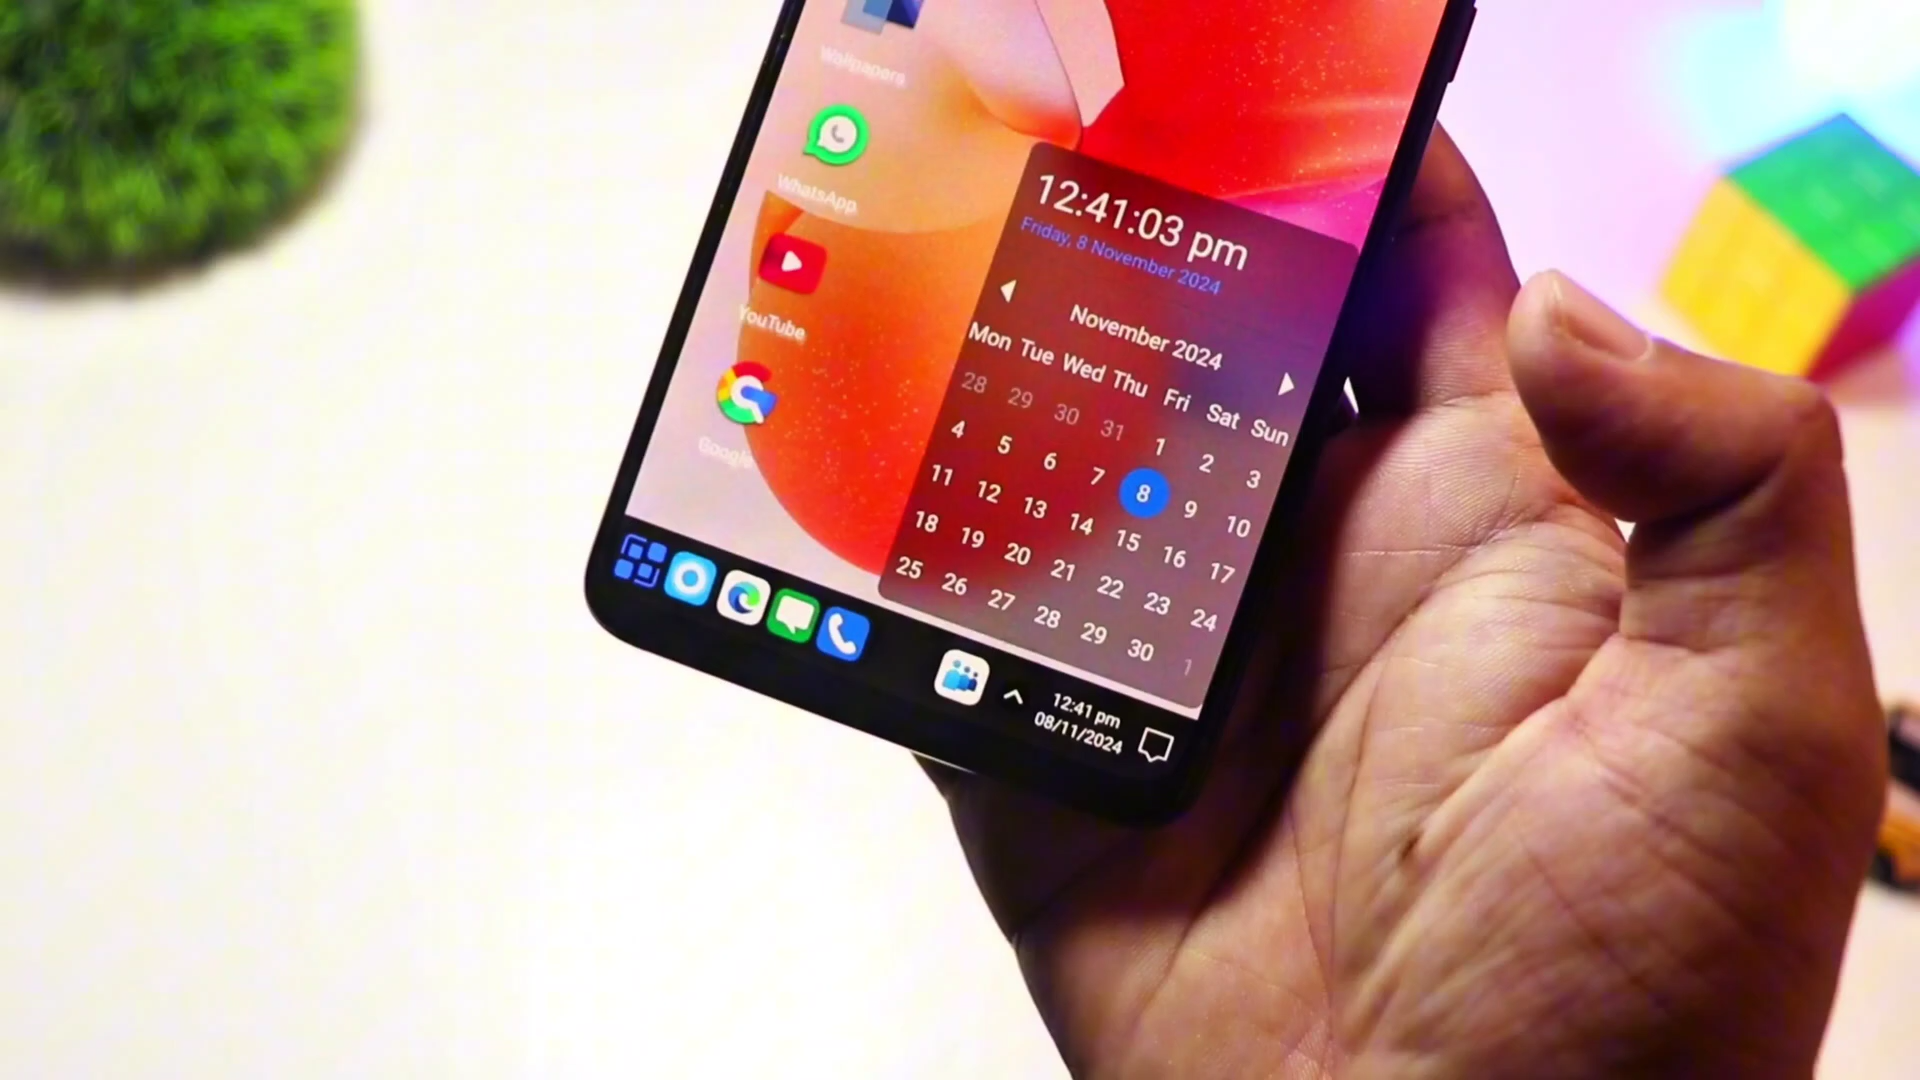 Wallpapers
WhatsApp
YouTube
Google
12:41:03 pm
Friday, 8 November 2024
November 2024
Mon Tue Wed Thu Fri Sat Sun
28 29 30 31 1 2 3
4 5 6 7 8 9 10
11 12 13 14 15 16 17
18 19 20 21 22 23 24
25 26 27 28 29 30 1
12:41 pm
08/11/2024